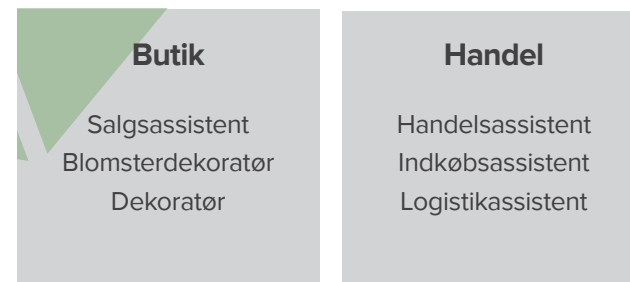 Butik
Salgsassistent
Blomsterdekoratør
Dekoratør
Handel
Handelsassistent
Indkøbsassistent
Logistikassistent